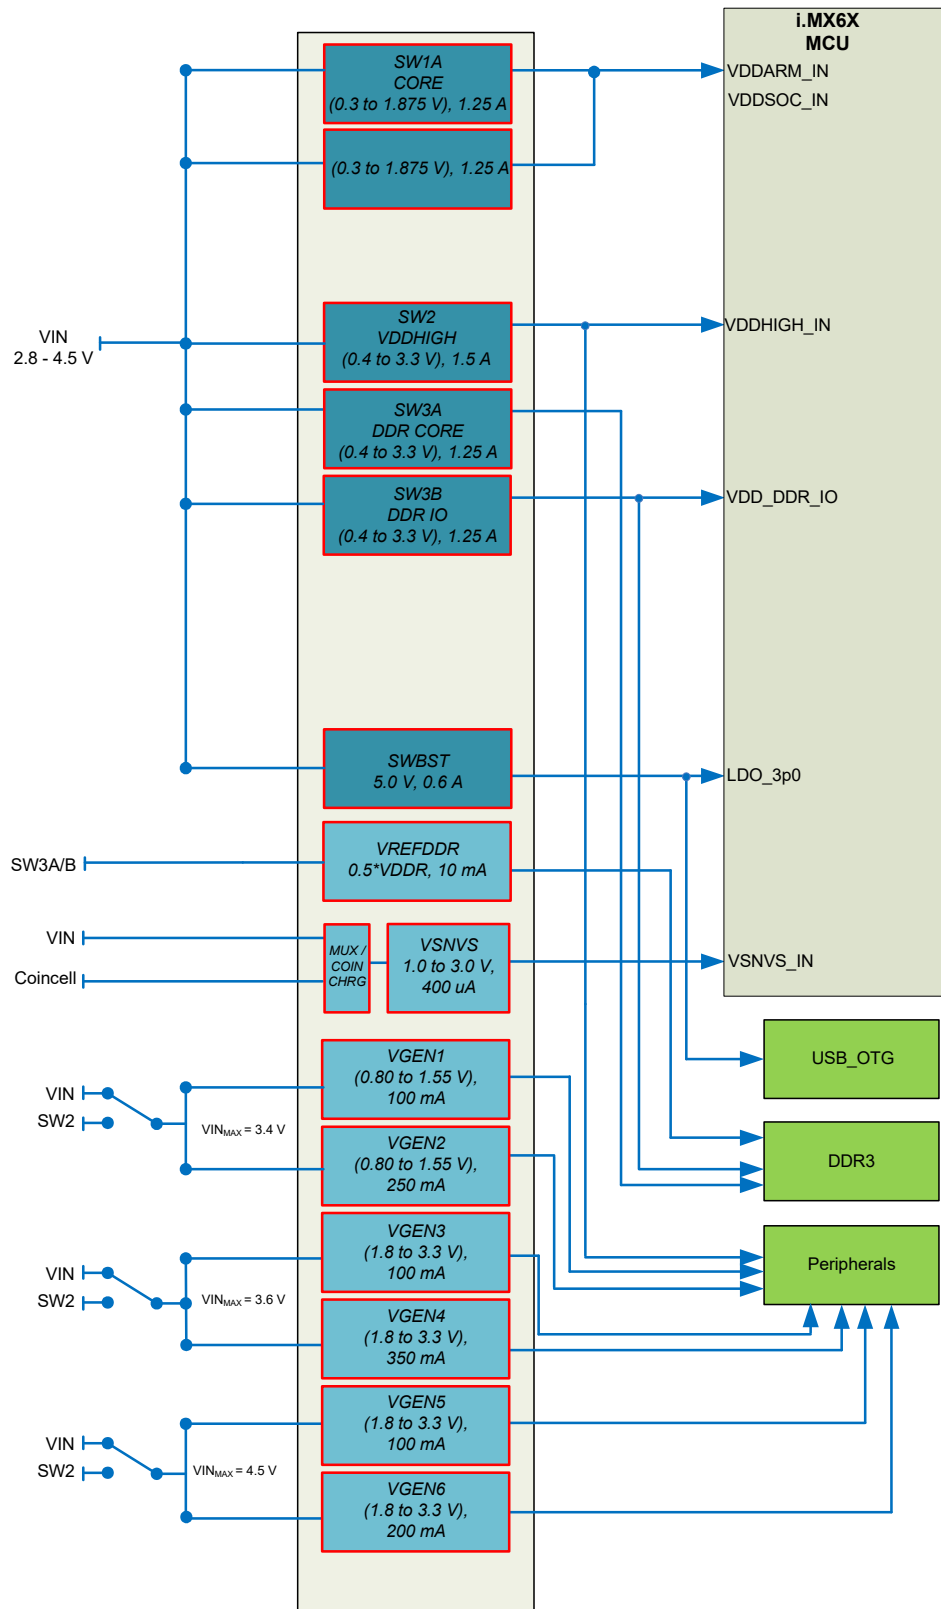 i.MX6X
MCU
SW1A
CORE
(0.3 to 1.875 V), 1.25 A
VDDARM_IN
VDDSOC_IN
(0.3 to 1.875 V), 1.25 A
VIN
2.8 - 4.5 V
SW2
VDDHIGH
(0.4 to 3.3 V), 1.5 A
VDDHIGH_IN
SW3A
DDR CORE
(0.4 to 3.3 V), 1.25 A
SW3B
DDR IO
(0.4 to 3.3 V), 1.25 A
VDD_DDR_IO
SWBST
5.0 V, 0.6 A
LDO_3p0
SW3A/B
VREFDDR
0.5*VDDR, 10 mA
VIN
Coincell
MUX /
COIN
CHRG
VSNVS
1.0 to 3.0 V,
400 uA
VSNVS_IN
USB_OTG
VIN
SW2
VIN MAX = 3.4 V
VGEN1
(0.80 to 1.55 V),
100 mA
VGEN2
(0.80 to 1.55 V),
250 mA
DDR3
VIN
SW2
VIN MAX = 3.6 V
VGEN3
(1.8 to 3.3 V),
100 mA
VGEN4
(1.8 to 3.3 V),
350 mA
Peripherals
VIN
SW2
VIN MAX = 4.5 V
VGEN5
(1.8 to 3.3 V),
100 mA
VGEN6
(1.8 to 3.3 V),
200 mA